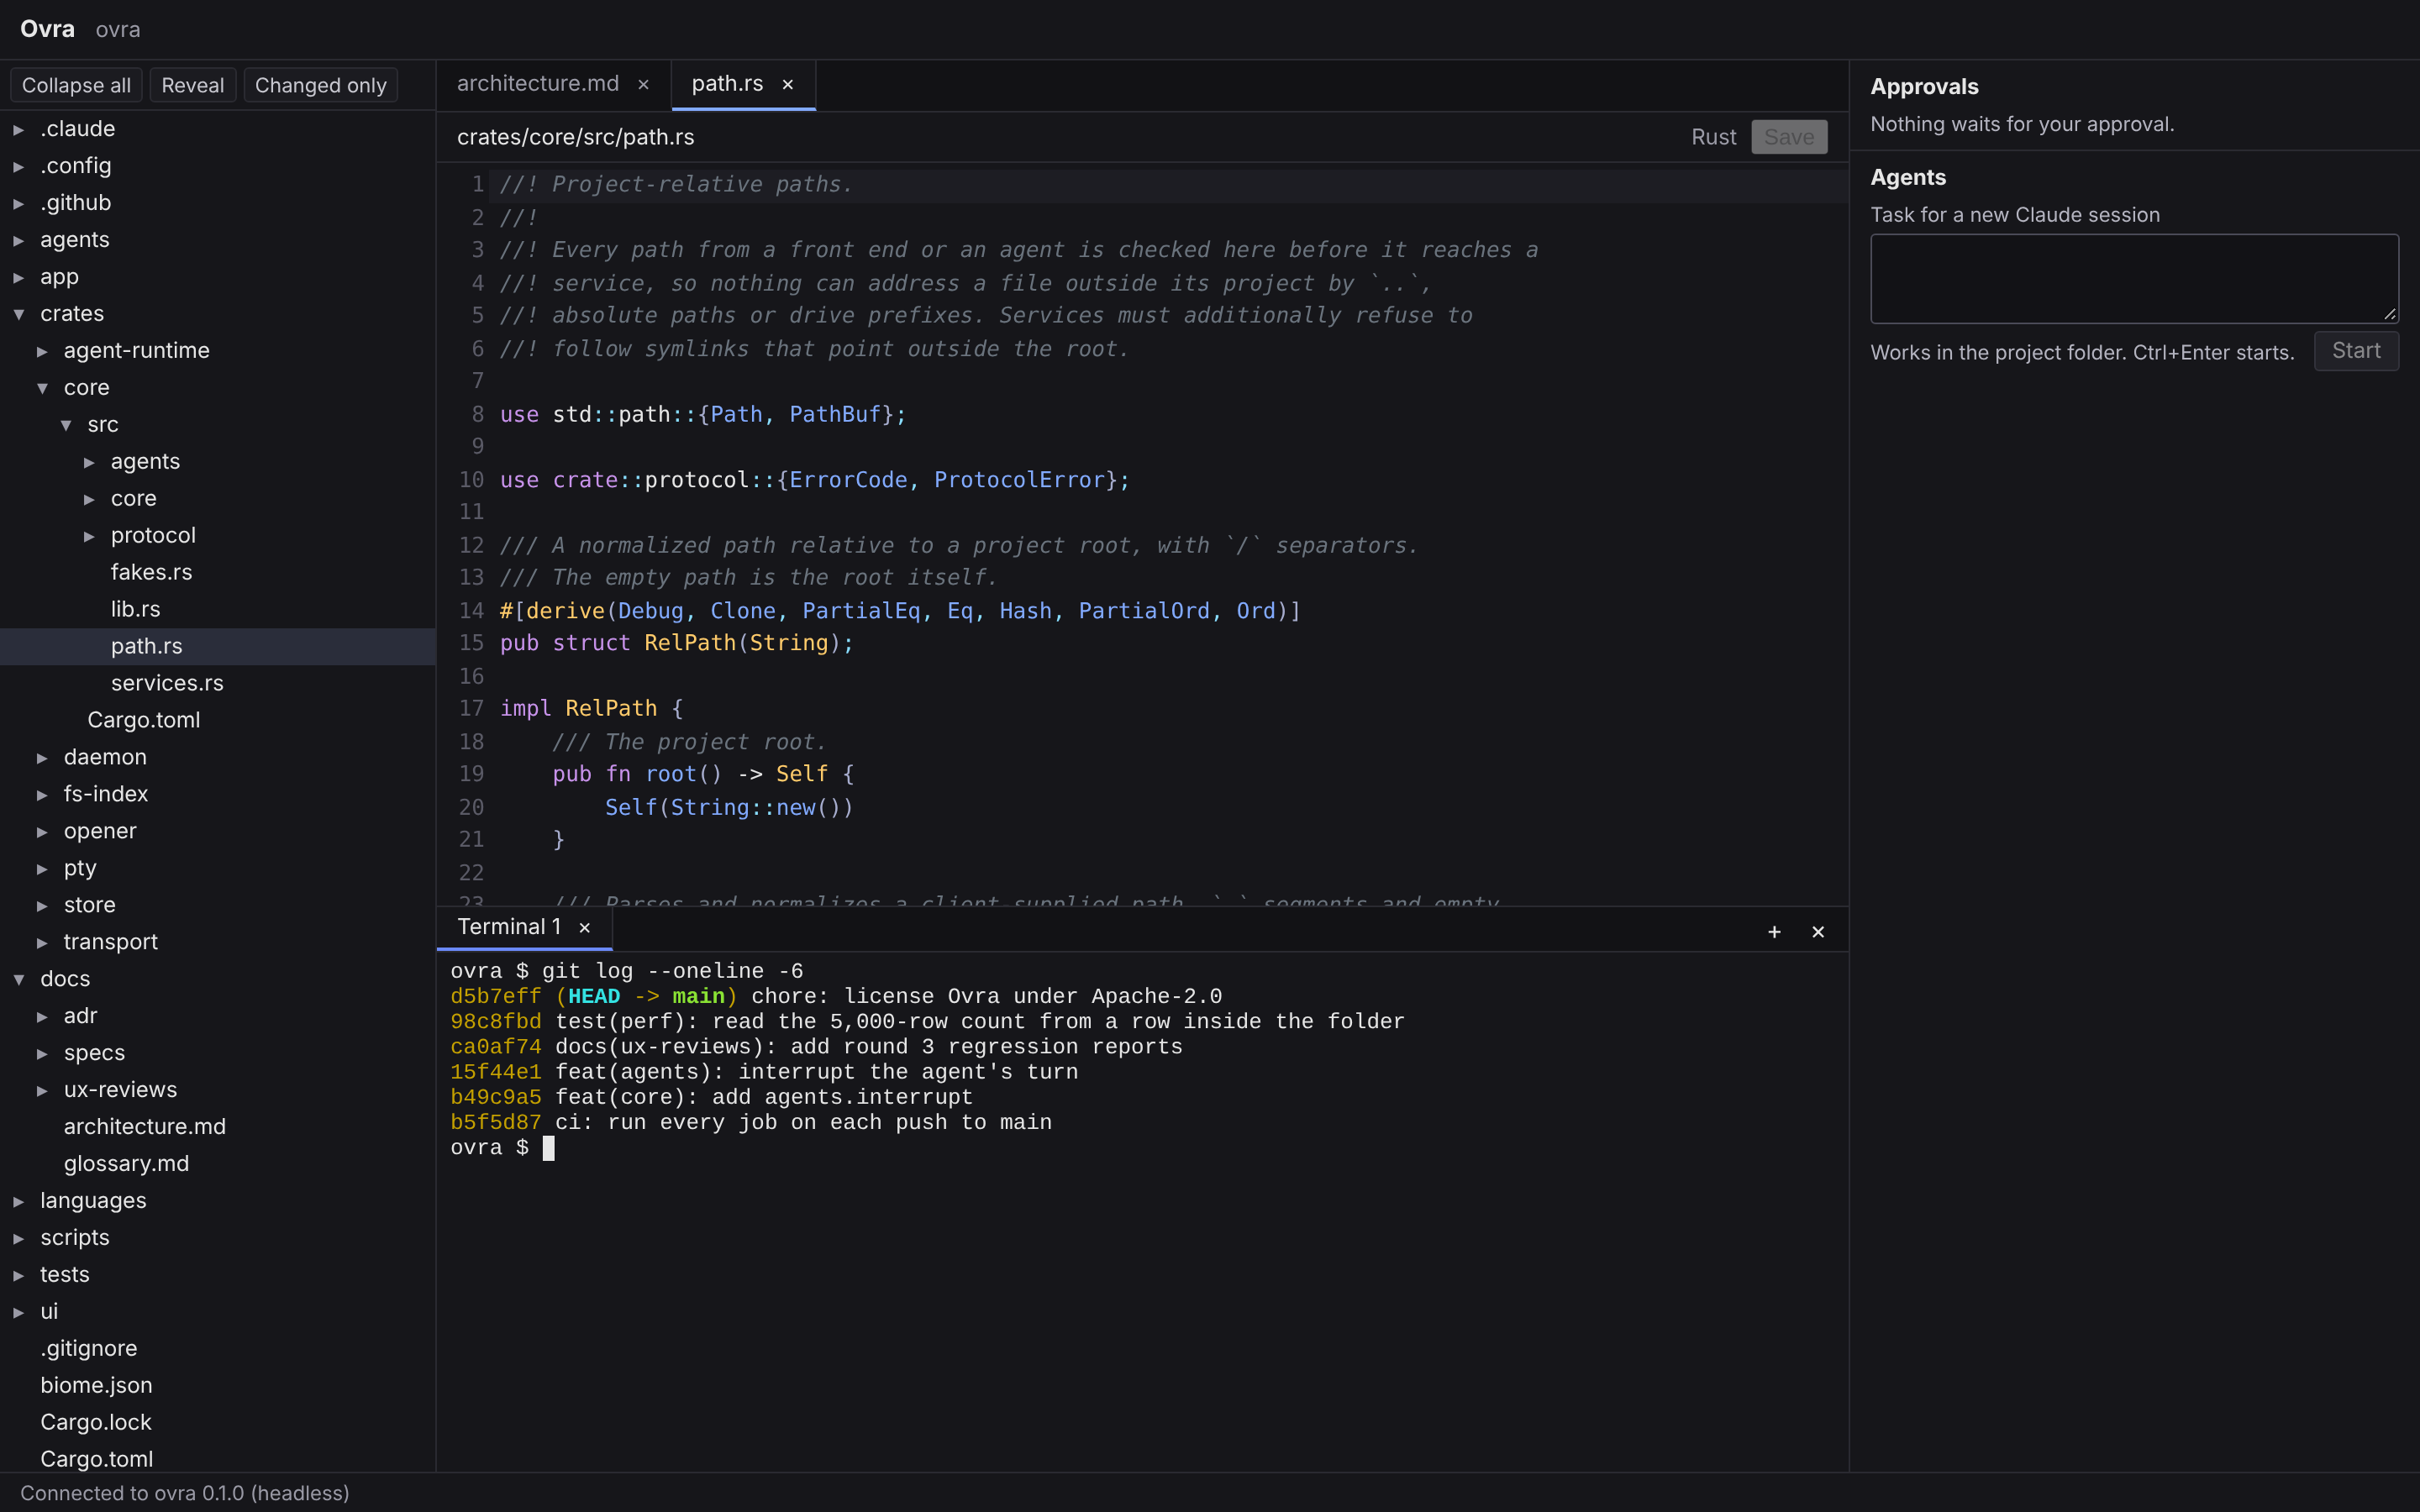 Ovra ovra
Collapse all Reveal Changed only
.claude
.config
.github
agents
app
crates
agent-runtime
core
src
agents
core
protocol
fakes.rs
lib.rs
path.rs
services.rs
Cargo.toml
daemon
fs-index
opener
pty
store
transport
docs
adr
specs
ux-reviews
architecture.md
glossary.md
languages
scripts
tests
ui
.gitignore
biome.json
Cargo.lock
Cargo.toml
architecture.md × path.rs ×
crates/core/src/path.rs Rust Save
1 //! Project-relative paths.
2 //!
3 //! Every path from a front end or an agent is checked here before it reaches a
4 //! service, so nothing can address a file outside its project by `..`,
5 //! absolute paths or drive prefixes. Services must additionally refuse to
6 //! follow symlinks that point outside the root.
7
8 use std::path::{Path, PathBuf};
9
10 use crate::protocol::{ErrorCode, ProtocolError};
11
12 /// A normalized path relative to a project root, with `/` separators.
13 /// The empty path is the root itself.
14 #[derive(Debug, Clone, PartialEq, Eq, Hash, PartialOrd, Ord)]
15 pub struct RelPath(String);
16
17 impl RelPath {
18     /// The project root.
19     pub fn root() -> Self {
20         Self(String::new())
21     }
22
23     /// Parses and normalizes a client-supplied path. `.` segments and empty
Terminal 1 × + ×
ovra $ git log --oneline -6
d5b7eff (HEAD -> main) chore: license Ovra under Apache-2.0
98c8fbd test(perf): read the 5,000-row count from a row inside the folder
ca0af74 docs(ux-reviews): add round 3 regression reports
15f44e1 feat(agents): interrupt the agent's turn
b49c9a5 feat(core): add agents.interrupt
b5f5d87 ci: run every job on each push to main
ovra $
Approvals
Nothing waits for your approval.
Agents
Task for a new Claude session
Works in the project folder. Ctrl+Enter starts. Start
Connected to ovra 0.1.0 (headless)